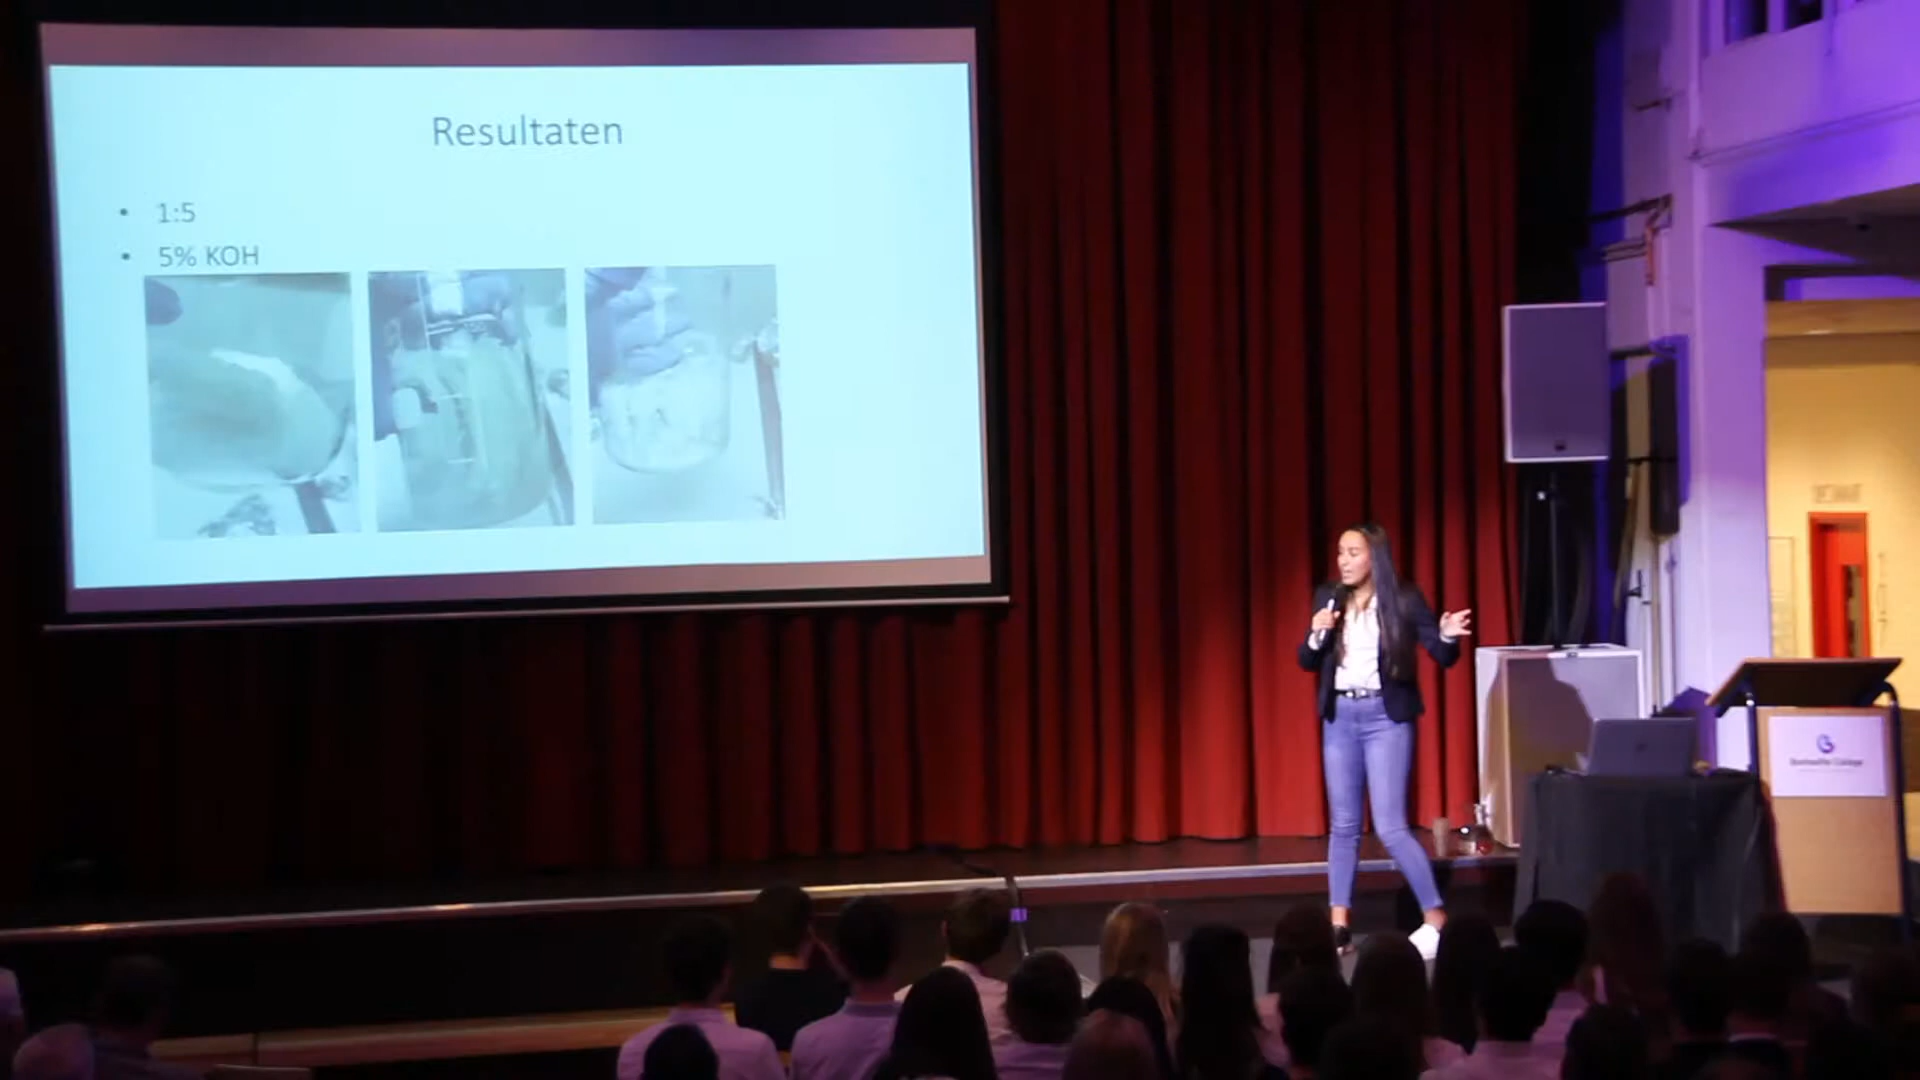 Resultaten
• 1:5
• 5% KOH